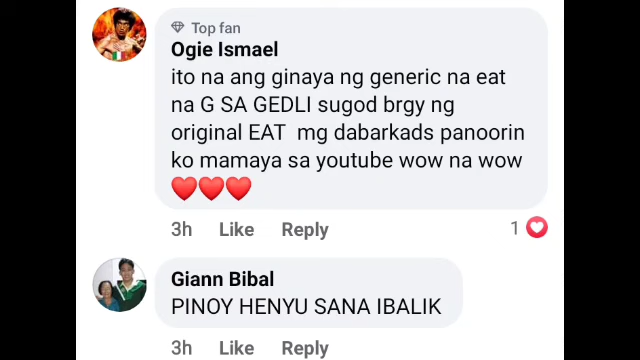 Top fan
Ogie Ismael
ito na ang ginaya ng generic na eat
na G SA GEDLI sugod brgy ng
original EAT mg dabarkads panoorin
ko mamaya sa youtube wow na wow
❤️❤️❤️
3h Like Reply 1
Giann Bibal
PINOY HENYU SANA IBALIK
3h Like Reply